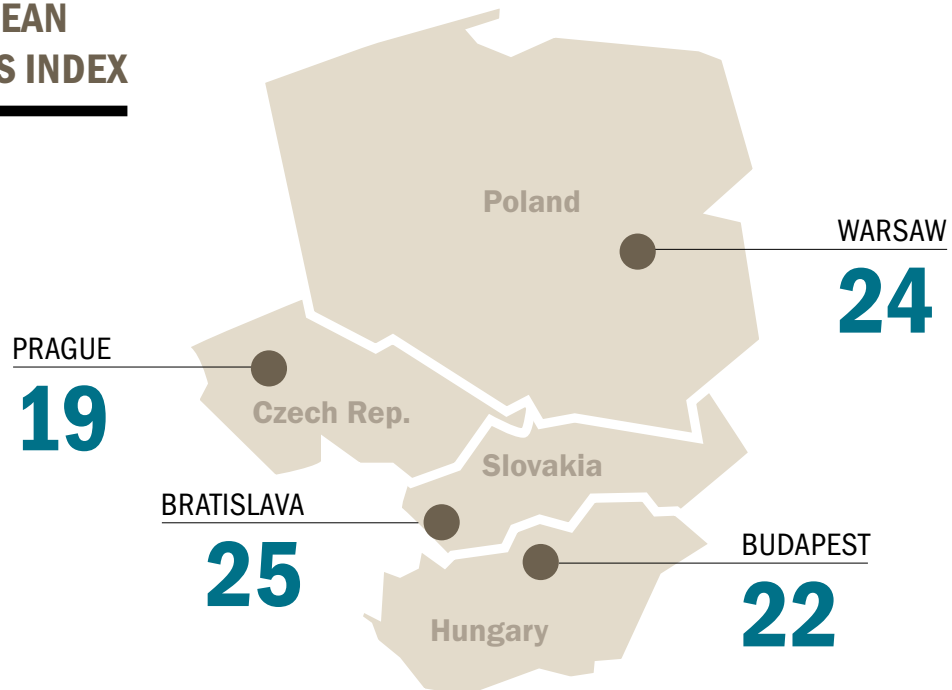 EAN
S INDEX
Poland
WARSAW
24
PRAGUE
19
Czech Rep.
Slovakia
BRATISLAVA
25
BUDAPEST
22
Hungary